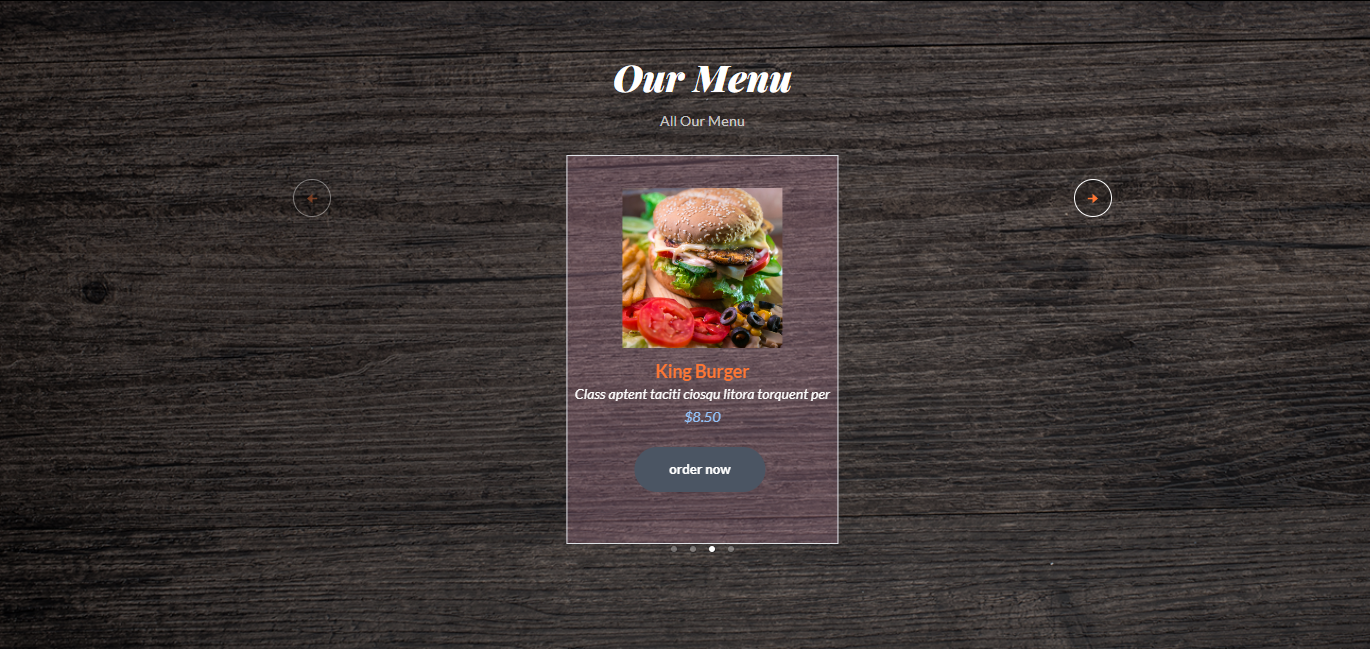 Our Menu
All Our Menu
King Burger
Class aptent taciti ciosqu litora torquent per
$8.50
order now